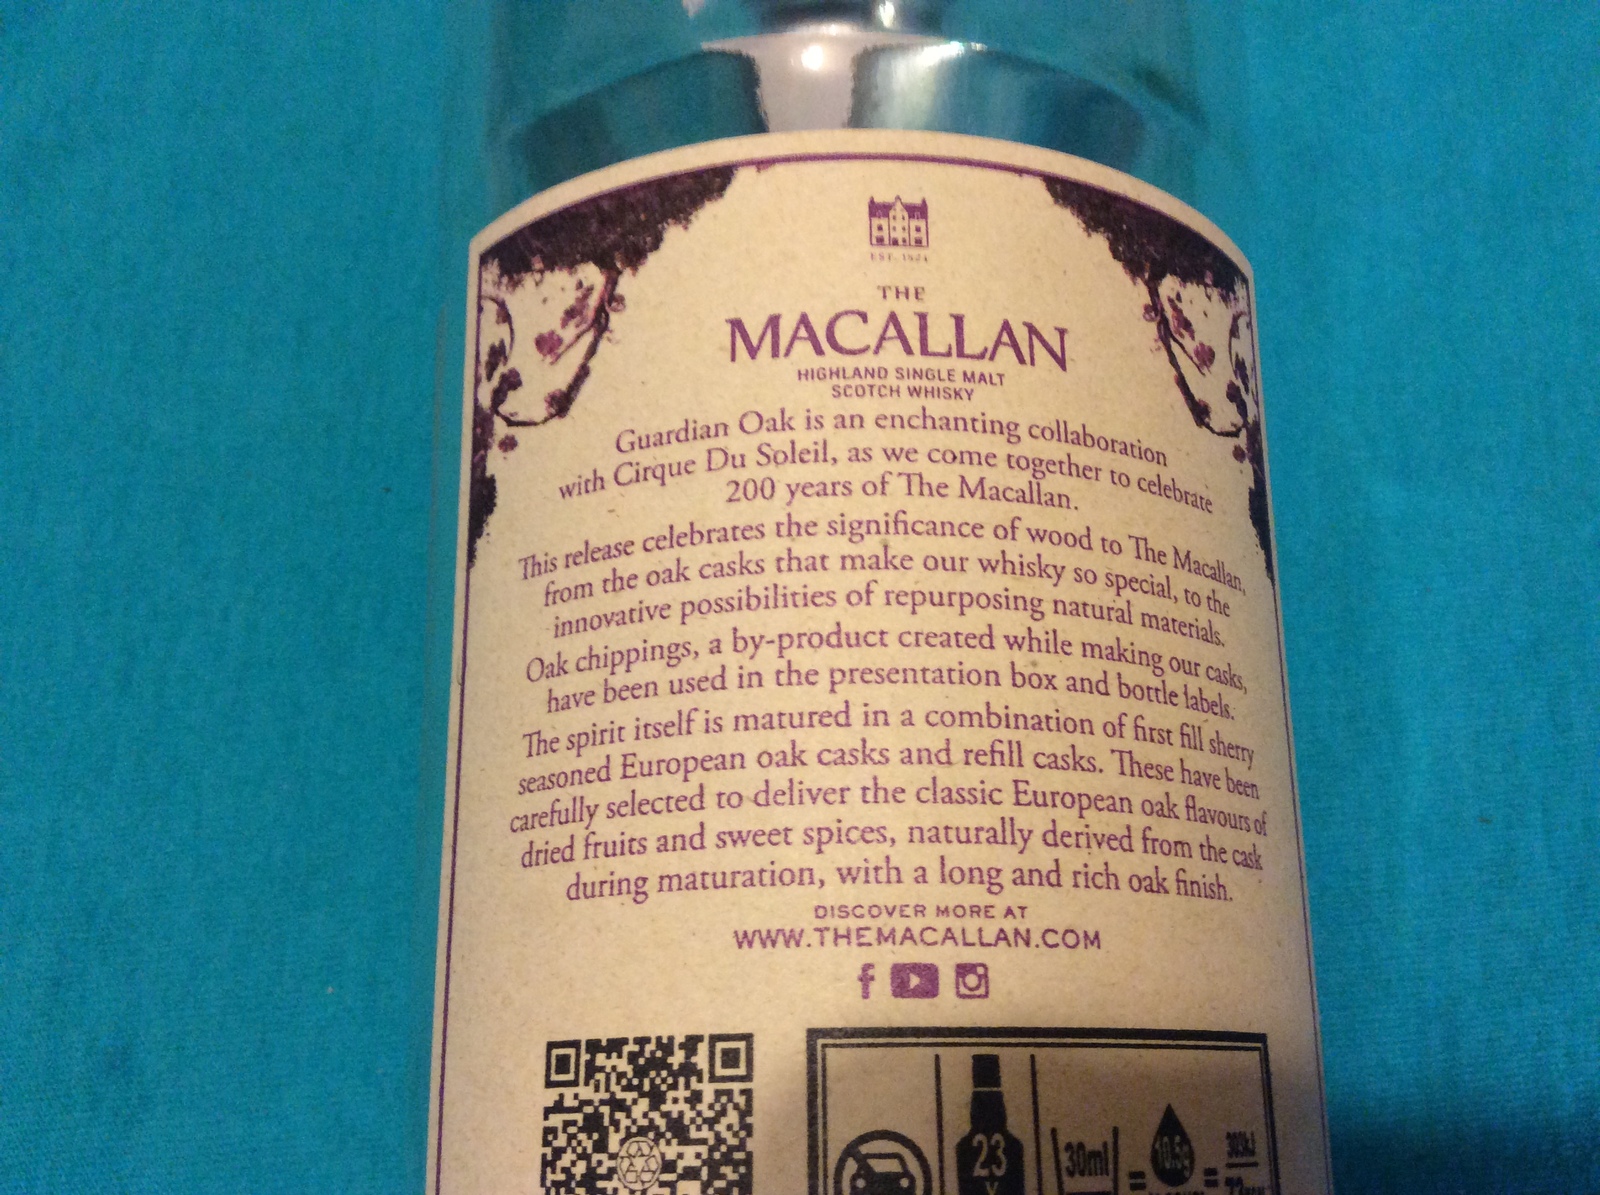 EST. 1824
THE
MACALLAN
HIGHLAND SINGLE MALT
SCOTCH WHISKY
Guardian Oak is an enchanting collaboration
with Cirque Du Soleil, as we come together to celebrate
200 years of The Macallan.
This release celebrates the significance of wood to The Macallan,
from the oak casks that make our whisky so special, to the
innovative possibilities of repurposing natural materials.
Oak chippings, a by-product created while making our casks,
have been used in the presentation box and bottle labels.
The spirit itself is matured in a combination of first fill sherry
seasoned European oak casks and refill casks. These have been
carefully selected to deliver the classic European oak flavours of
dried fruits and sweet spices, naturally derived from the cask
during maturation, with a long and rich oak finish.
DISCOVER MORE AT
WWW.THEMACALLAN.COM
23
30ml = 10.5g =